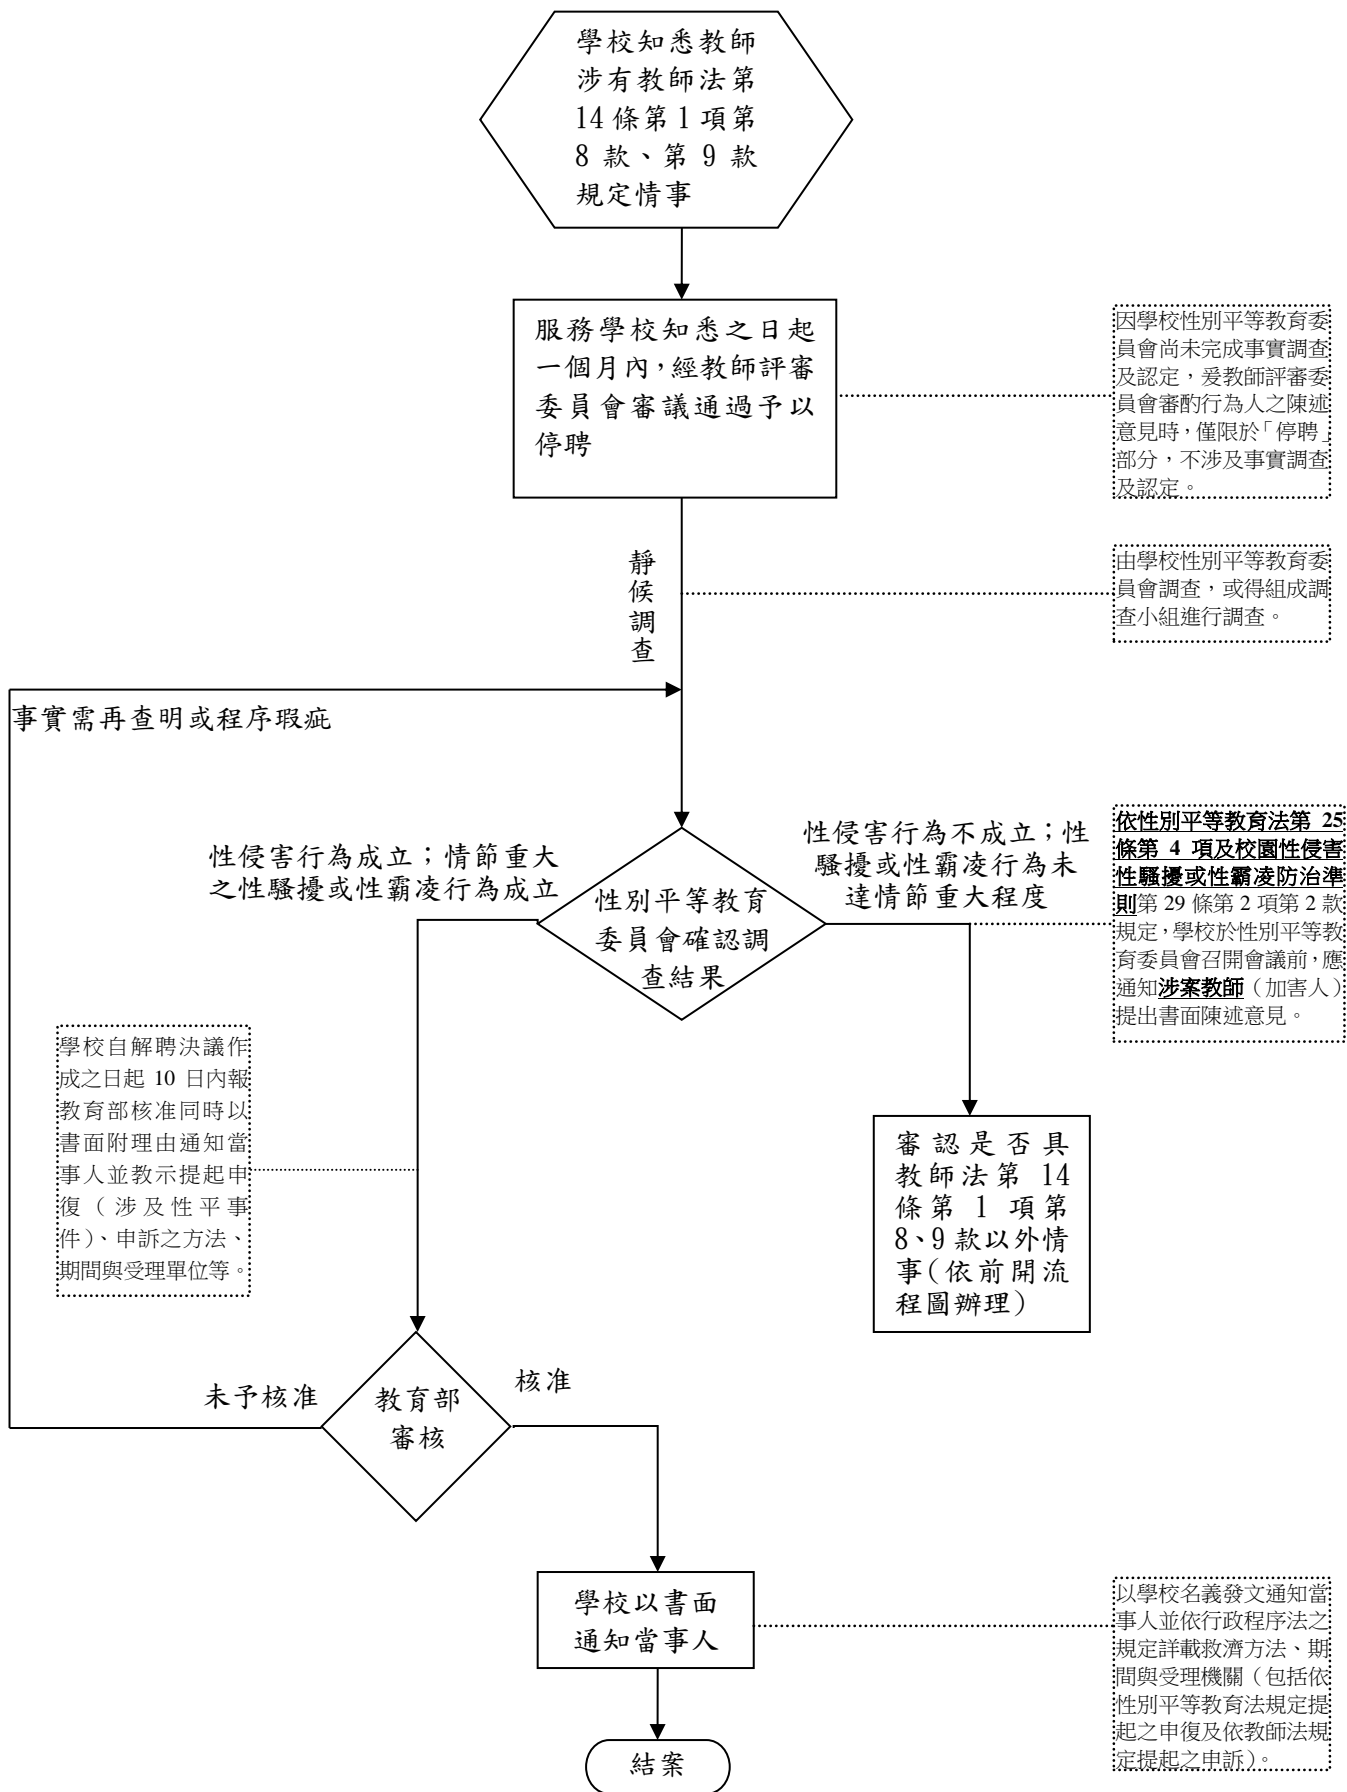 學校知悉教師
涉有教師法第
14 條第 1 項第
8 款、第 9 款
規定情事
服務學校知悉之日起
一個月內，經教師評審
委員會審議通過予以
停聘
因學校性別平等教育委
員會尚未完成事實調查
及認定，爰教師評審委
員會審酌行為人之陳述
意見時，僅限於「停聘」
部分，不涉及事實調查
及認定。
靜候調查
由學校性別平等教育委
員會調查，或得組成調
查小組進行調查。
事實需再查明或程序瑕疵
性侵害行為成立；情節重大
之性騷擾或性霸凌行為成立
性別平等教育
委員會確認調
查結果
性侵害行為不成立；性
騷擾或性霸凌行為未
達情節重大程度
依性別平等教育法第 25
條第 4 項及校園性侵害
性騷擾或性霸凌防治準
則第 29 條第 2 項第 2 款
規定，學校於性別平等教
育委員會召開會議前，應
通知涉案教師（加害人）
提出書面陳述意見。
學校自解聘決議作
成之日起 10 日內報
教育部核准同時以
書面附理由通知當
事人並教示提起申
復（涉及性平事
件）、申訴之方法、
期間與受理單位等。
審認是否具
教師法第 14
條第 1 項第
8、9 款以外情
事（依前開流
程圖辦理）
未予核准
教育部
審核
核准
學校以書面
通知當事人
以學校名義發文通知當
事人並依行政程序法之
規定詳載救濟方法、期
間與受理機關（包括依
性別平等教育法規定提
起之申復及依教師法規
定提起之申訴）。
結案